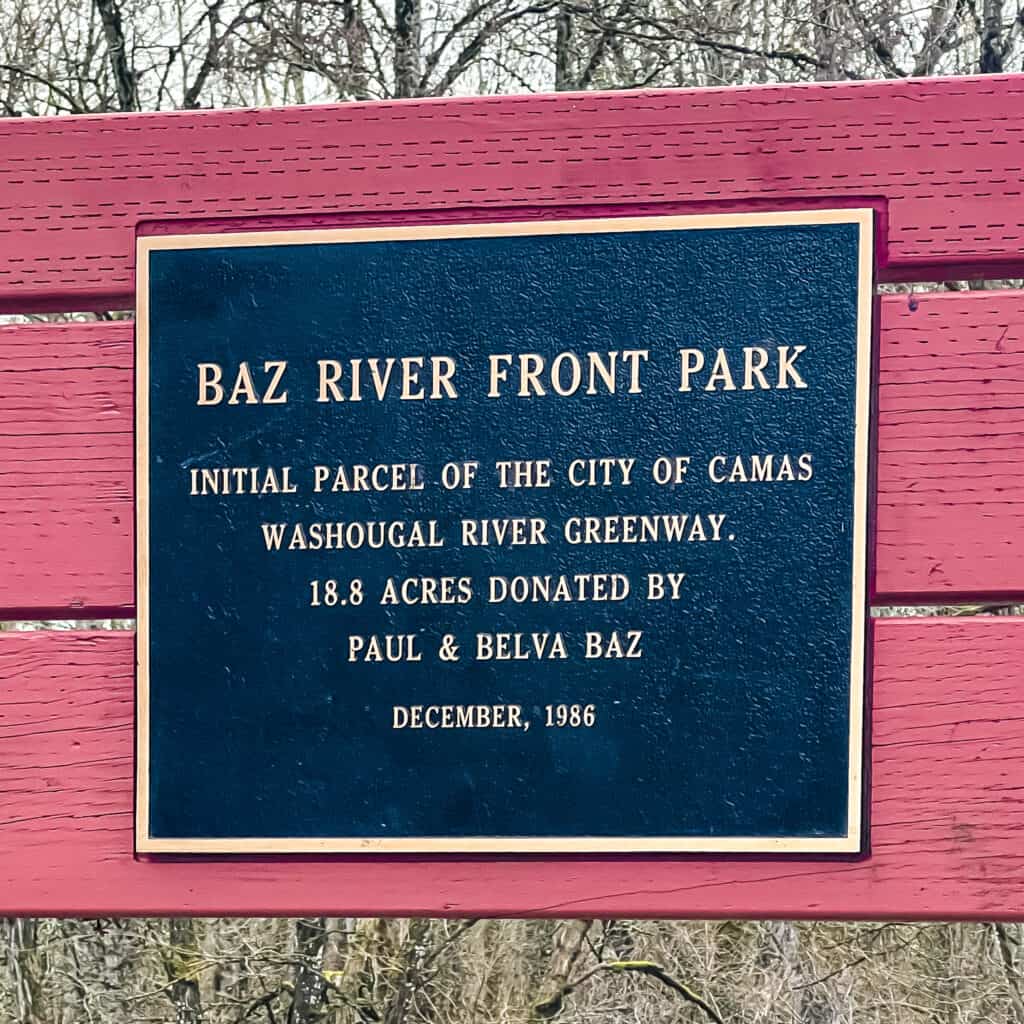 BAZ RIVER FRONT PARK
INITIAL PARCEL OF THE CITY OF CAMAS
WASHOUGAL RIVER GREENWAY.
18.8 ACRES DONATED BY
PAUL & BELVA BAZ
DECEMBER, 1986